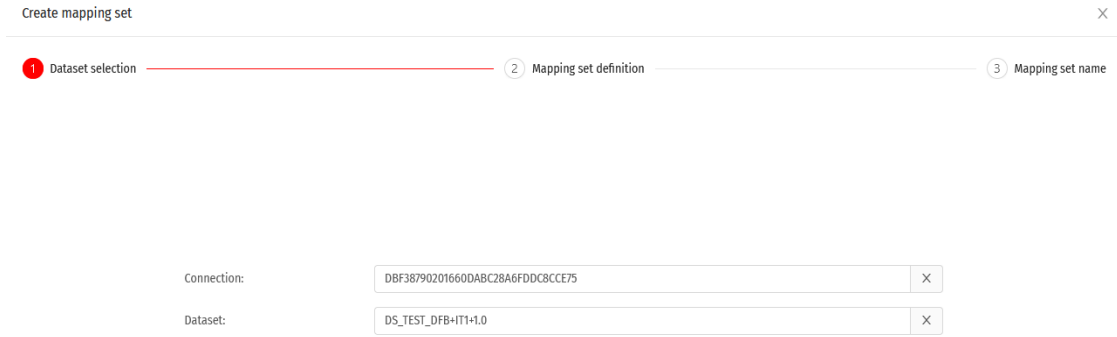 Create mapping set
1 Dataset selection 2 Mapping set definition 3 Mapping set name
Connection: DBF38790201660DABC28A6FDDC8CCE75
Dataset: DS_TEST_DFB+IT1+1.0